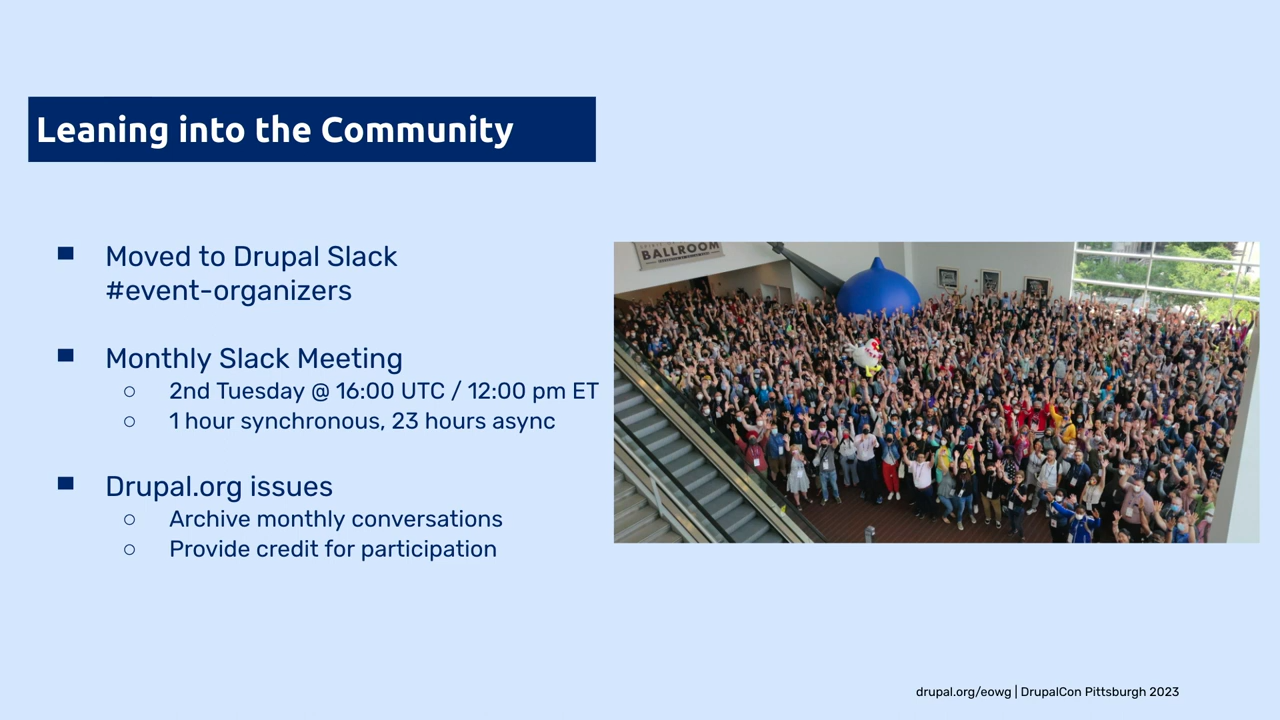 Leaning into the Community
Moved to Drupal Slack
#event-organizers
Monthly Slack Meeting
2nd Tuesday @ 16:00 UTC / 12:00 pm ET
1 hour synchronous, 23 hours async
Drupal.org issues
Archive monthly conversations
Provide credit for participation
BALLROOM
drupal.org/eowg | DrupalCon Pittsburgh 2023